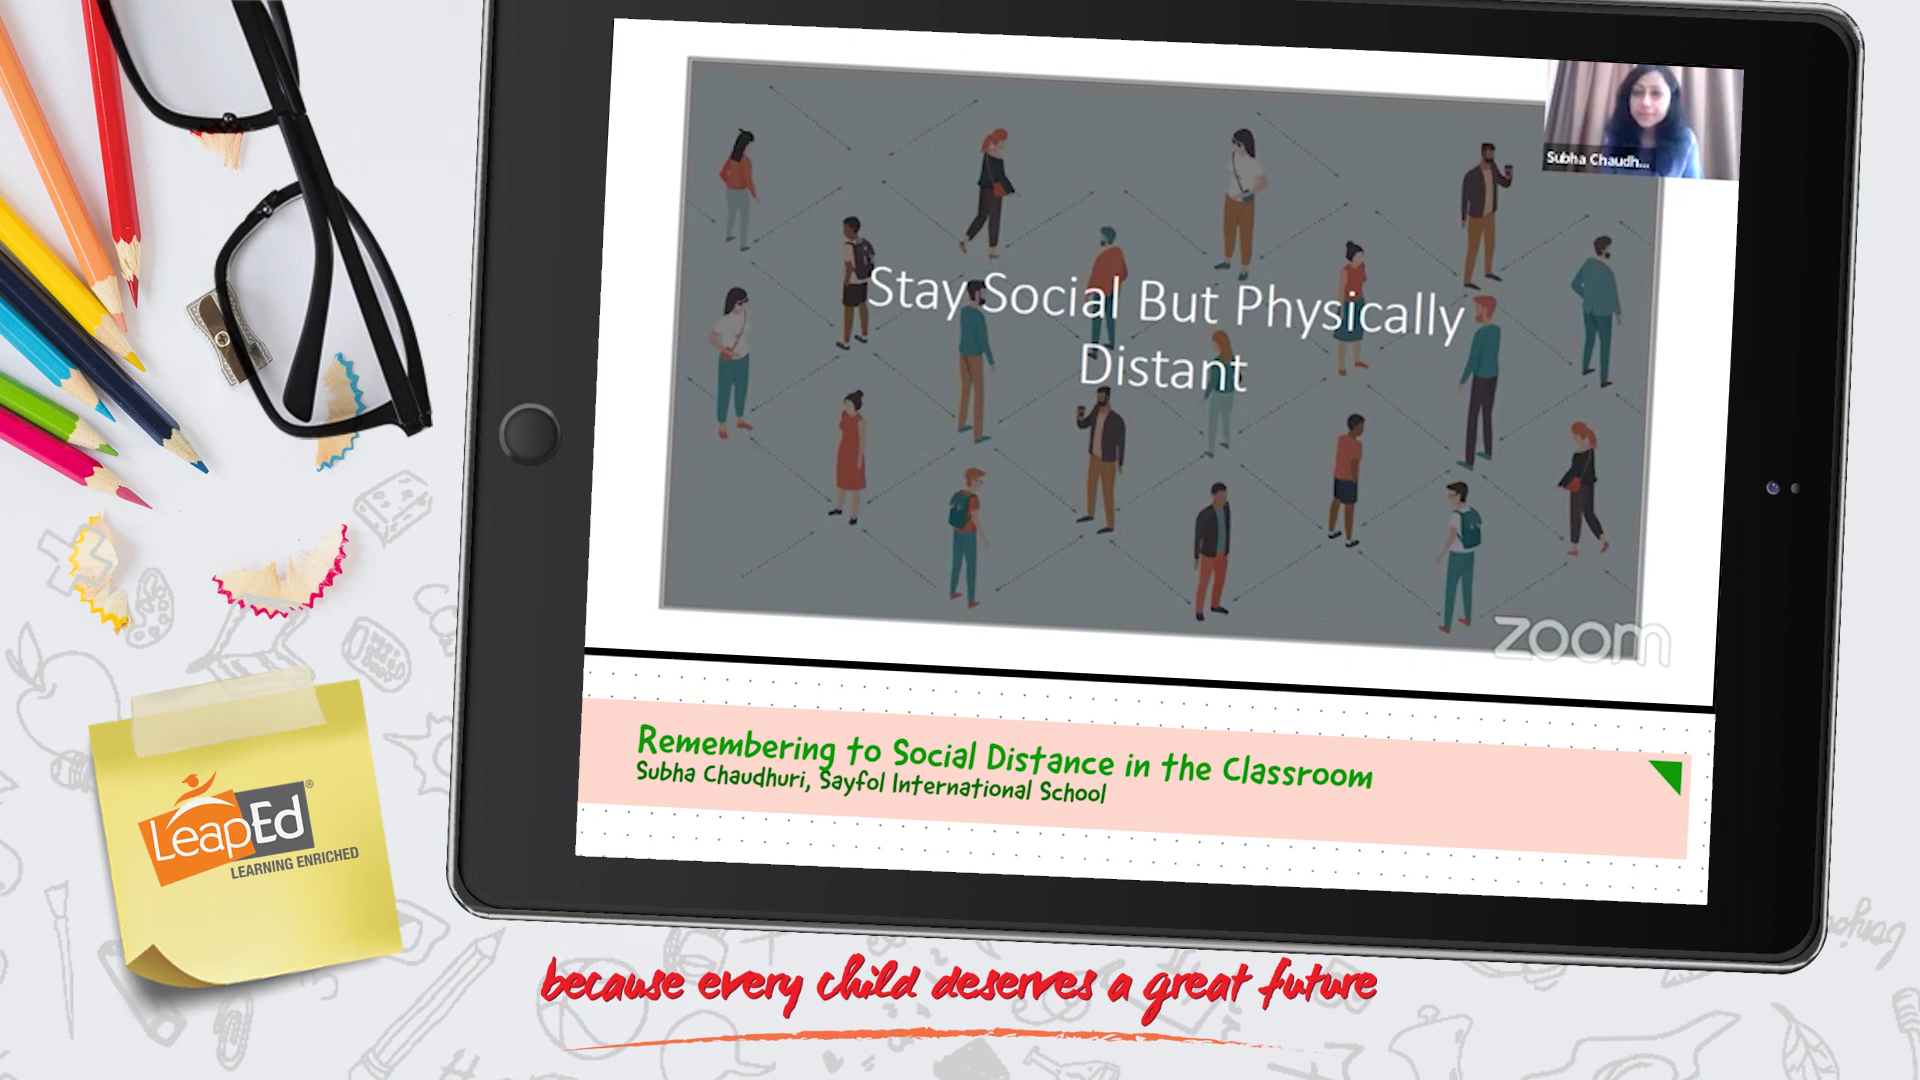 Subha Chaudh...
Stay Social But Physically
Distant
zoom
Remembering to Social Distance in the Classroom
Subha Chaudhuri, Sayfol International School
LeapEd®
LEARNING ENRICHED
because every child deserves a great future